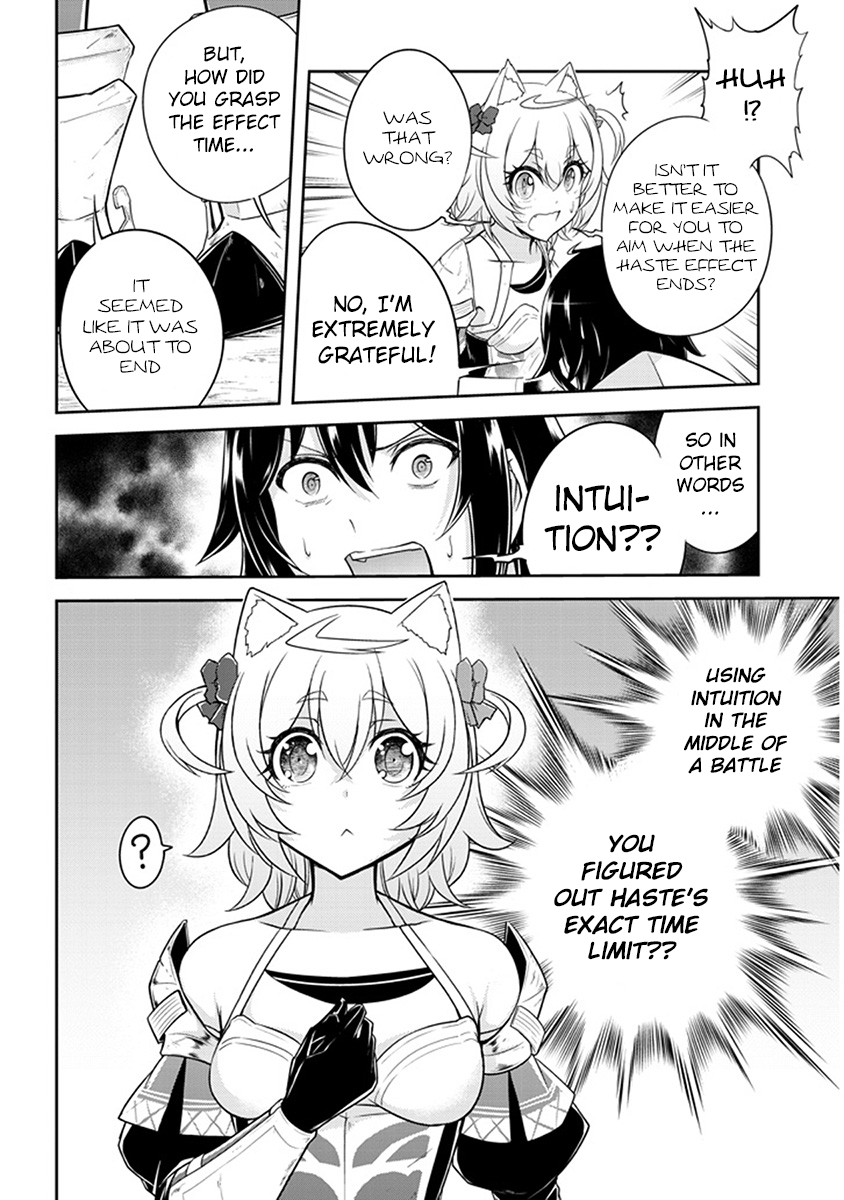 HUH
!?
ISN'T IT
BETTER TO
MAKE IT EASIER
FOR YOU TO
AIM WHEN THE
HASTE EFFECT
ENDS?
WAS
THAT
WRONG?
NO, I'M
EXTREMELY
GRATEFUL!
BUT,
HOW DID
YOU GRASP
THE EFFECT
TIME...
IT
SEEMED
LIKE IT WAS
ABOUT TO
END
SO IN
OTHER
WORDS
...
INTUI-
TION??
USING
INTUITION
IN THE
MIDDLE OF
A BATTLE
YOU
FIGURED
OUT HASTE'S
EXACT TIME
LIMIT??
?